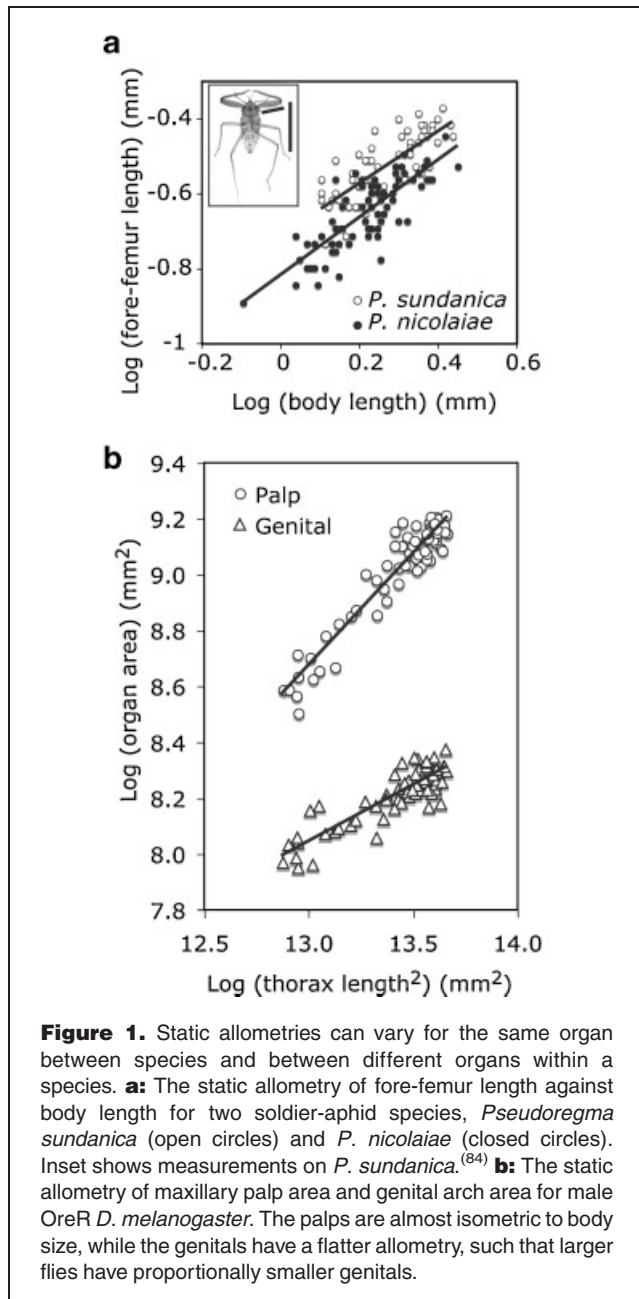 a
Log (fore-femur length) (mm)
-0.4
-0.6
-0.8
-1
P. sundanica
P. nicolaiae
-0.2
0
0.2
0.4
0.6
Log (body length) (mm)
b
Log (organ area) (mm²)
9.4
9.2
9.0
8.8
8.6
8.4
8.2
8.0
7.8
Palp
Genital
12.5
13.0
13.5
14.0
Log (thorax length²) (mm²)
Figure 1. Static allometries can vary for the same organ
between species and between different organs within a
species. a: The static allometry of fore-femur length against
body length for two soldier-aphid species, Pseudoregma
sundanica (open circles) and P. nicolaiae (closed circles).
Inset shows measurements on P. sundanica.(84) b: The static
allometry of maxillary palp area and genital arch area for male
OreR D. melanogaster. The palps are almost isometric to body
size, while the genitals have a flatter allometry, such that larger
flies have proportionally smaller genitals.